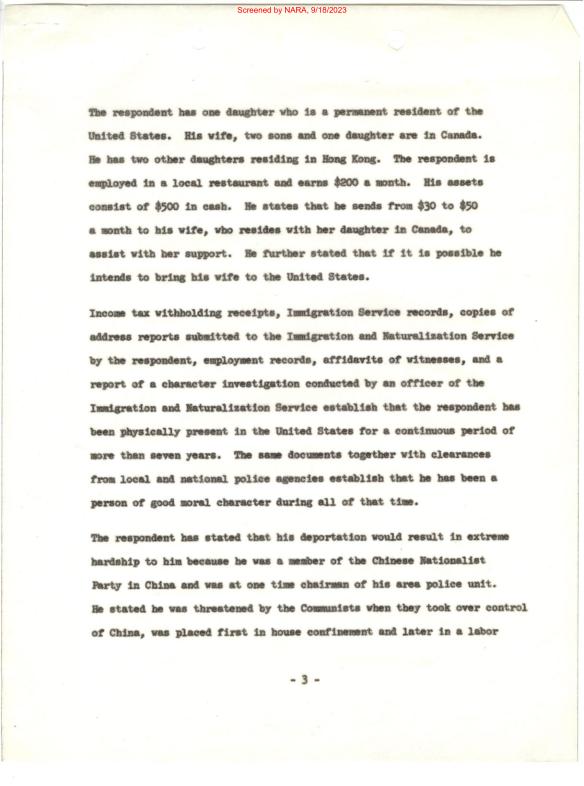 Screened by NARA, 9/18/2023
The respondent has one daughter who is a permanent resident of the
United States. His wife, two sons and one daughter are in Canada.
He has two other daughters residing in Hong Kong. The respondent is
employed in a local restaurant and earns $200 a month. His assets
consist of $500 in cash. He states that he sends from $30 to $50
a month to his wife, who resides with her daughter in Canada, to
assist with her support. He further stated that if it is possible he
intends to bring his wife to the United States.
Income tax withholding receipts, Immigration Service records, copies of
address reports submitted to the Immigration and Naturalization Service
by the respondent, employment records, affidavits of witnesses, and a
report of a character investigation conducted by an officer of the
Immigration and Naturalization Service establish that the respondent has
been physically present in the United States for a continuous period of
more than seven years. The same documents together with clearances
from local and national police agencies establish that he has been a
person of good moral character during all of that time.
The respondent has stated that his deportation would result in extreme
hardship to him because he was a member of the Chinese Nationalist
Party in China and was at one time chairman of his area police unit.
He stated he was threatened by the Communists when they took over control
of China, was placed first in house confinement and later in a labor
- 3 -